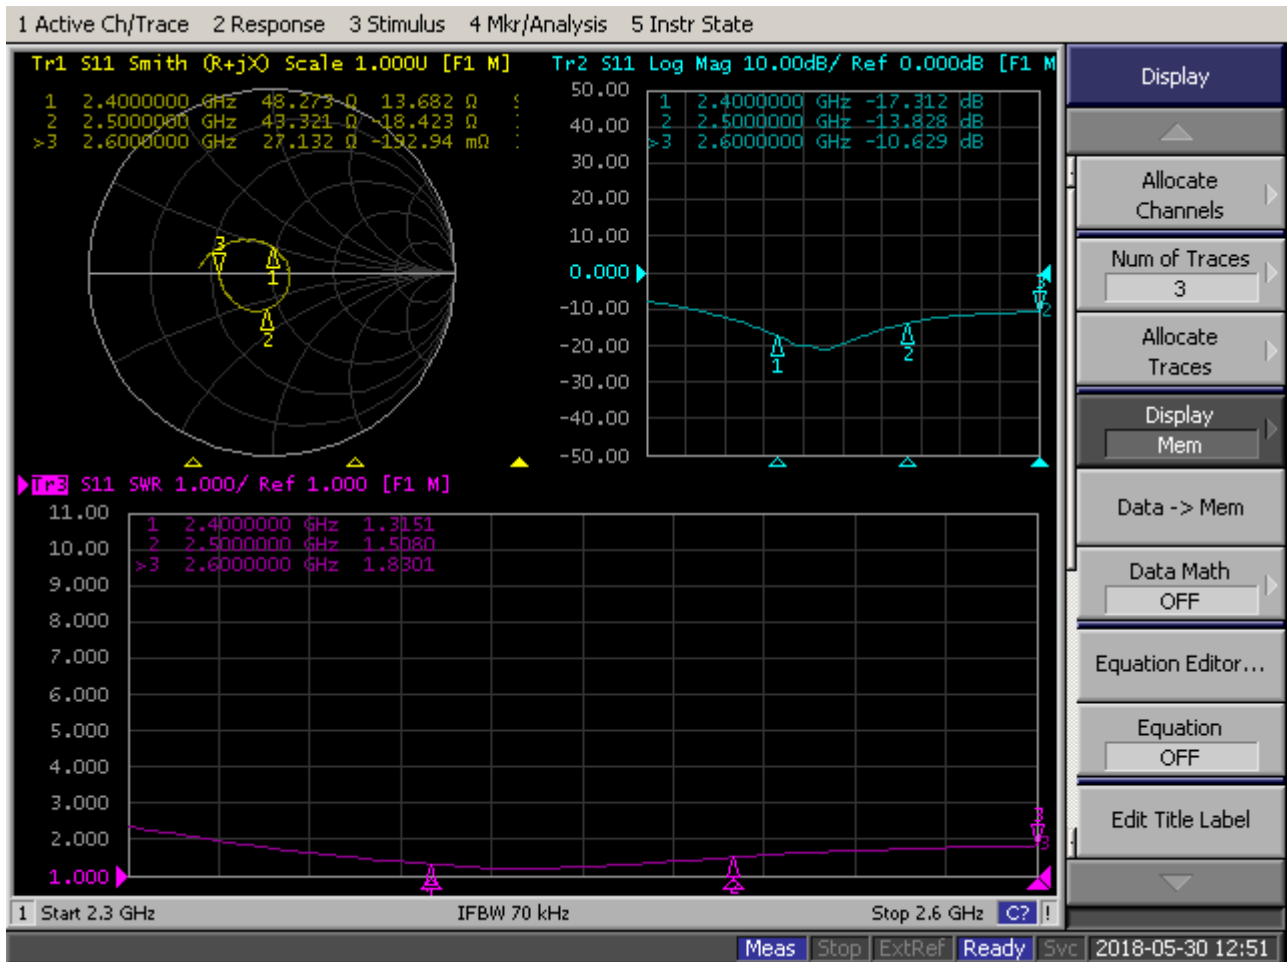 1 Active Ch/Trace 2 Response 3 Stimulus 4 Mkr/Analysis 5 Instr State
Tr1 S11 Smith (R+jX) Scale 1.000U [F1 M]
1 2.4000000 GHz 48.273 Ω 13.682 Ω
2 2.5000000 GHz 43.321 Ω -18.423 Ω
>3 2.6000000 GHz 27.132 Ω -192.94 mΩ
3
1
2
Tr2 S11 Log Mag 10.00dB/ Ref 0.000dB [F1 M
50.00
40.00
30.00
20.00
10.00
0.000
-10.00
-20.00
-30.00
-40.00
-50.00
1 2.4000000 GHz -17.312 dB
2 2.5000000 GHz -13.828 dB
>3 2.6000000 GHz -10.629 dB
3
2
1
2
Tr3 S11 SWR 1.000/ Ref 1.000 [F1 M]
11.00
10.00
9.000
8.000
7.000
6.000
5.000
4.000
3.000
2.000
1.000
1 2.4000000 GHz 1.3151
2 2.5000000 GHz 1.5080
>3 2.6000000 GHz 1.8301
3
3
1 Start 2.3 GHz IFBW 70 kHz Stop 2.6 GHz C? !
Display
Allocate
Channels
Num of Traces
3
Allocate
Traces
Display
Mem
Data -> Mem
Data Math
OFF
Equation Editor...
Equation
OFF
Edit Title Label
Meas Stop ExtRef Ready Svc 2018-05-30 12:51